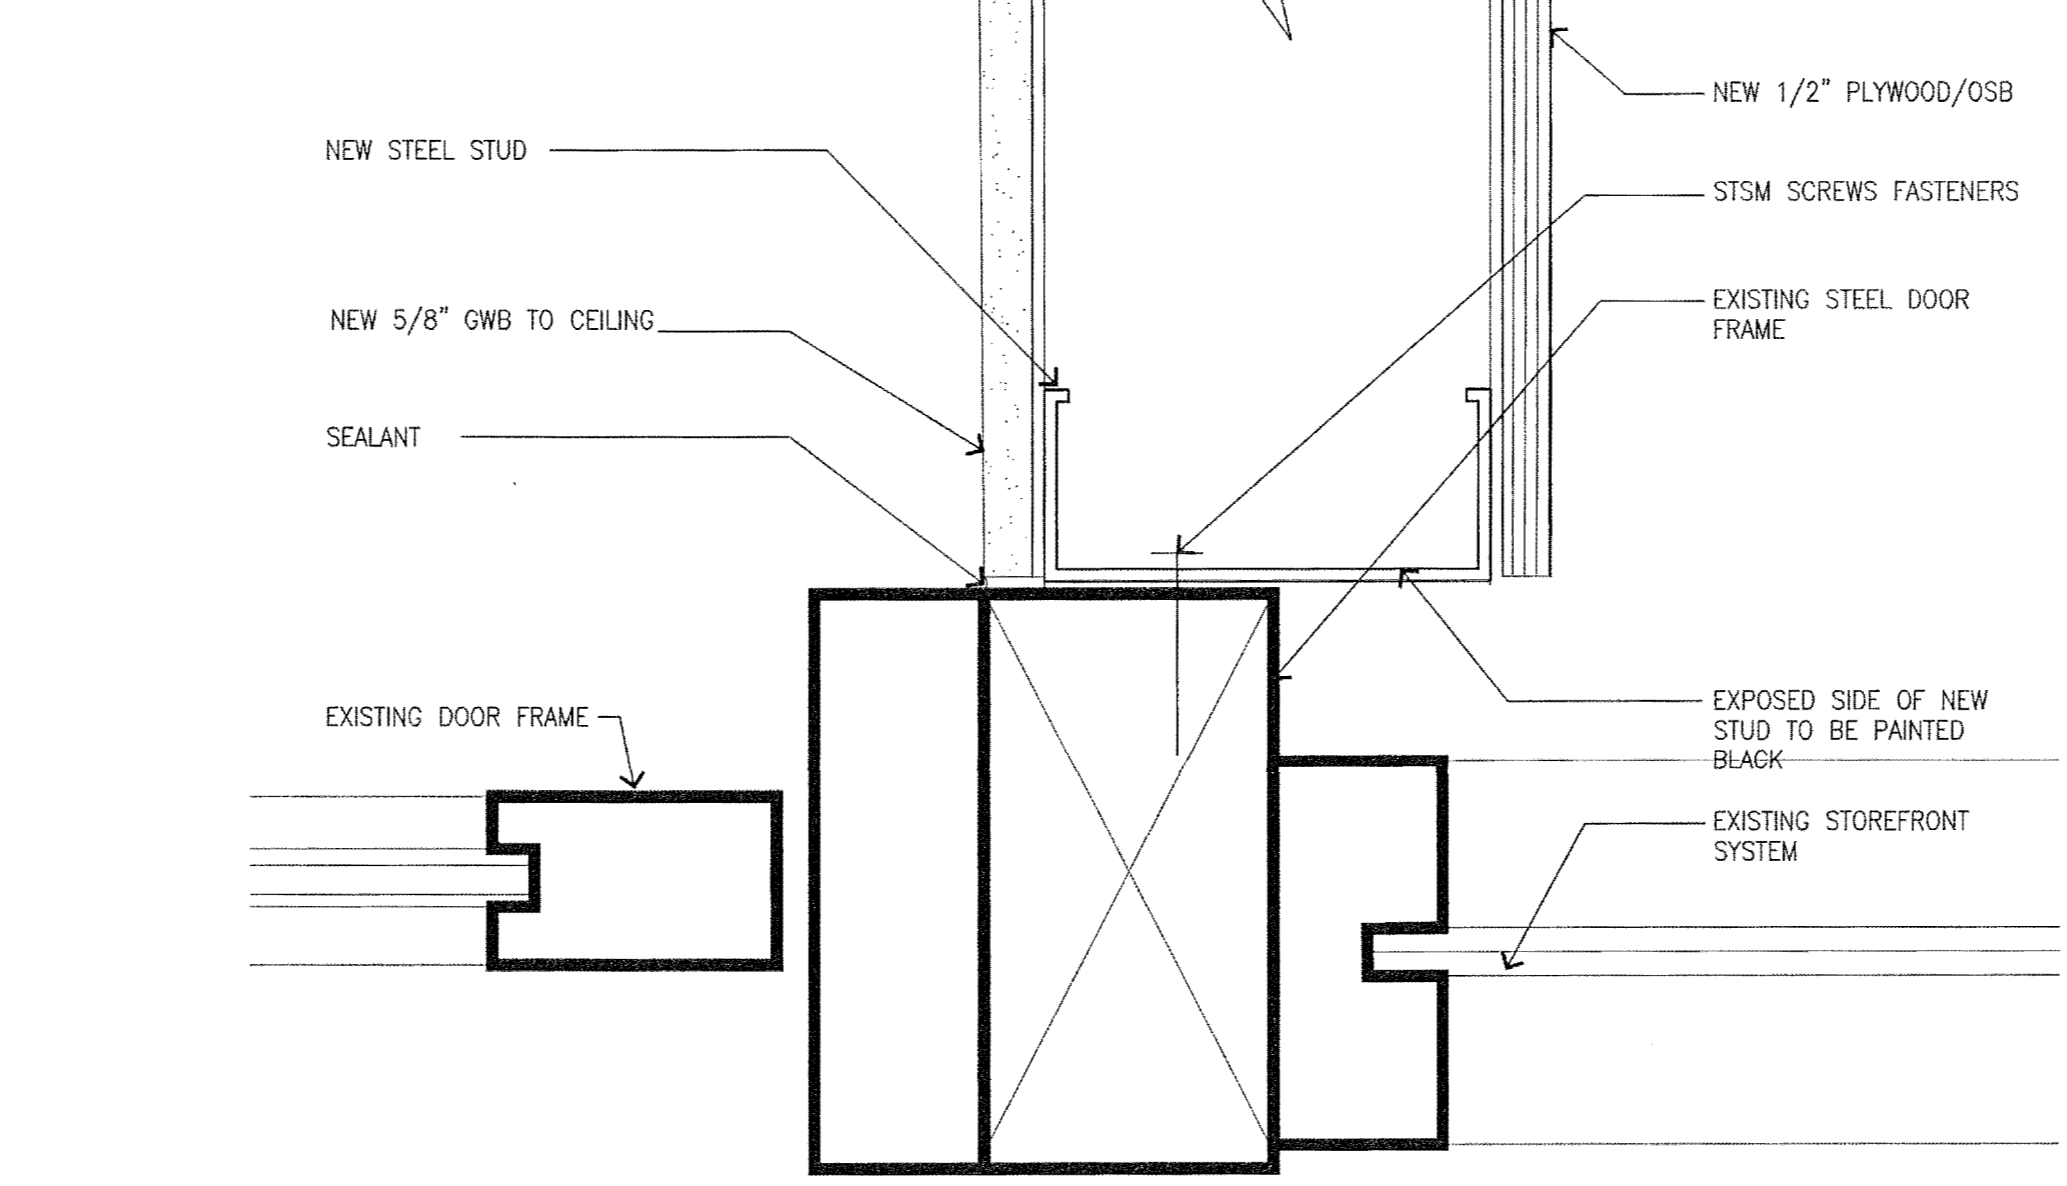 NEW 1/2" PLYWOOD/OSB
NEW STEEL STUD
STSM SCREWS FASTENERS
EXISTING STEEL DOOR
FRAME
NEW 5/8" GWB TO CEILING
SEALANT
EXISTING DOOR FRAME
EXPOSED SIDE OF NEW
STUD TO BE PAINTED
BLACK
EXISTING STOREFRONT
SYSTEM